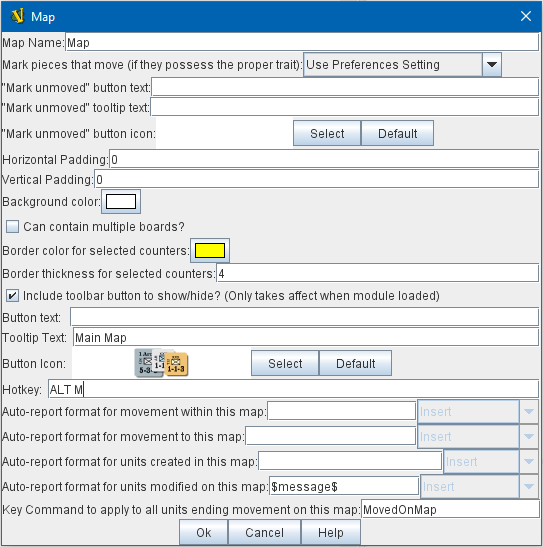 Map
Map Name: Map
Mark pieces that move (if they possess the proper trait): Use Preferences Setting
"Mark unmoved" button text:
"Mark unmoved" tooltip text:
"Mark unmoved" button icon: Select Default
Horizontal Padding: 0
Vertical Padding: 0
Background color:
Can contain multiple boards?
Border color for selected counters:
Border thickness for selected counters: 4
Include toolbar button to show/hide? (Only takes affect when module loaded)
Button text:
Tooltip Text: Main Map
Button Icon: 1-1-3 Select Default
Hotkey: ALT M
Auto-report format for movement within this map: Insert
Auto-report format for movement to this map: Insert
Auto-report format for units created in this map: Insert
Auto-report format for units modified on this map: $message$ Insert
Key Command to apply to all units ending movement on this map: MovedOnMap
Ok Cancel Help